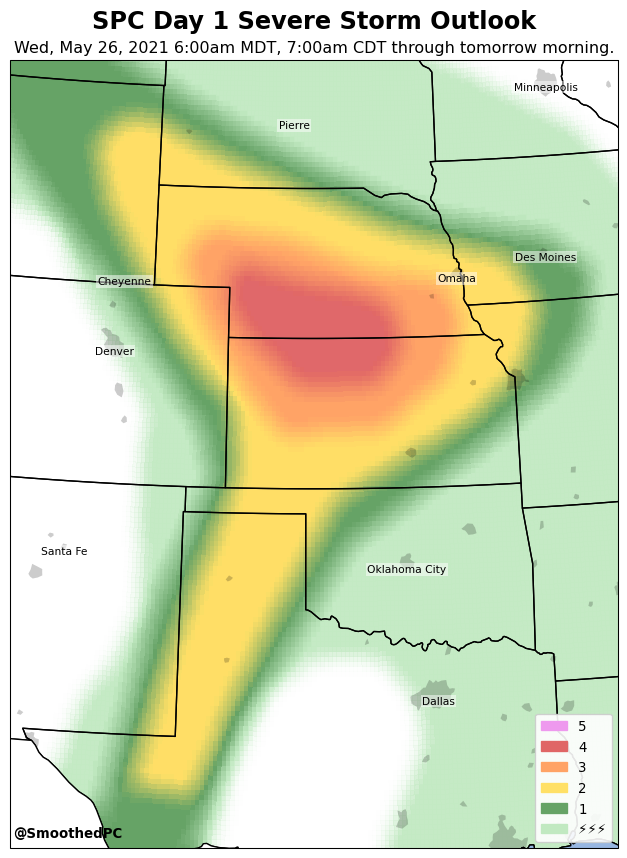 SPC Day 1 Severe Storm Outlook
Wed, May 26, 2021 6:00am MDT, 7:00am CDT through tomorrow morning.
Minneapolis
Pierre
Des Moines
Omaha
Cheyenne
Denver
Santa Fe
Oklahoma City
Dallas
5
4
3
2
1
⚡⚡⚡
@SmoothedPC